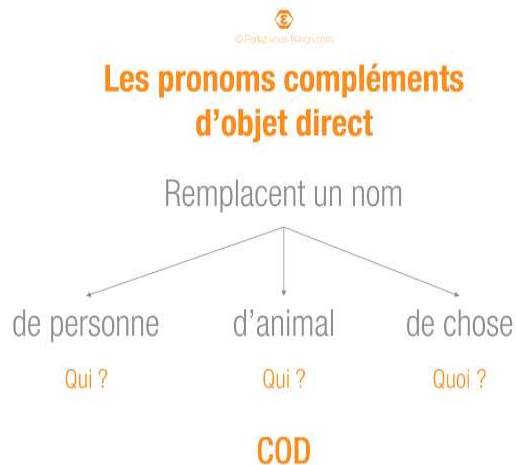 © Parlez-vous-french.com
Les pronoms compléments
d'objet direct
Remplacent un nom
de personne d'animal de chose
Qui ? Qui ? Quoi ?
COD